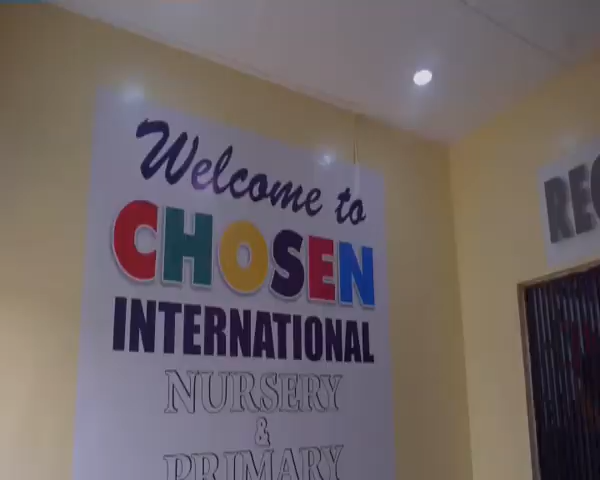 Welcome to
CHOSEN
INTERNATIONAL
NURSERY
&
PRIMARY